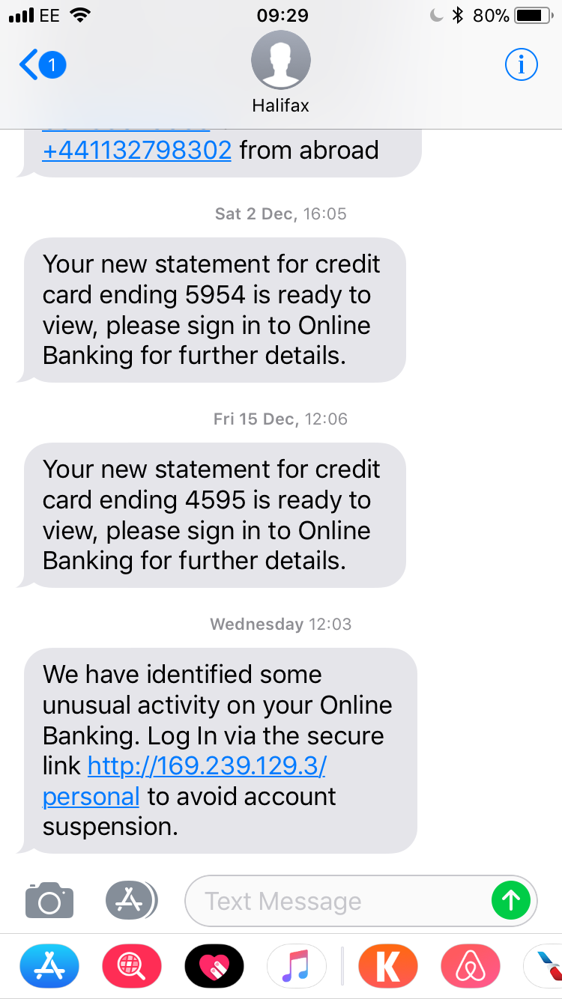 EE 09:29 80%
1
Halifax
+441132798302 from abroad
Sat 2 Dec, 16:05
Your new statement for credit
card ending 5954 is ready to
view, please sign in to Online
Banking for further details.
Fri 15 Dec, 12:06
Your new statement for credit
card ending 4595 is ready to
view, please sign in to Online
Banking for further details.
Wednesday 12:03
We have identified some
unusual activity on your Online
Banking. Log In via the secure
link http://169.239.129.3/
personal to avoid account
suspension.
Text Message
K